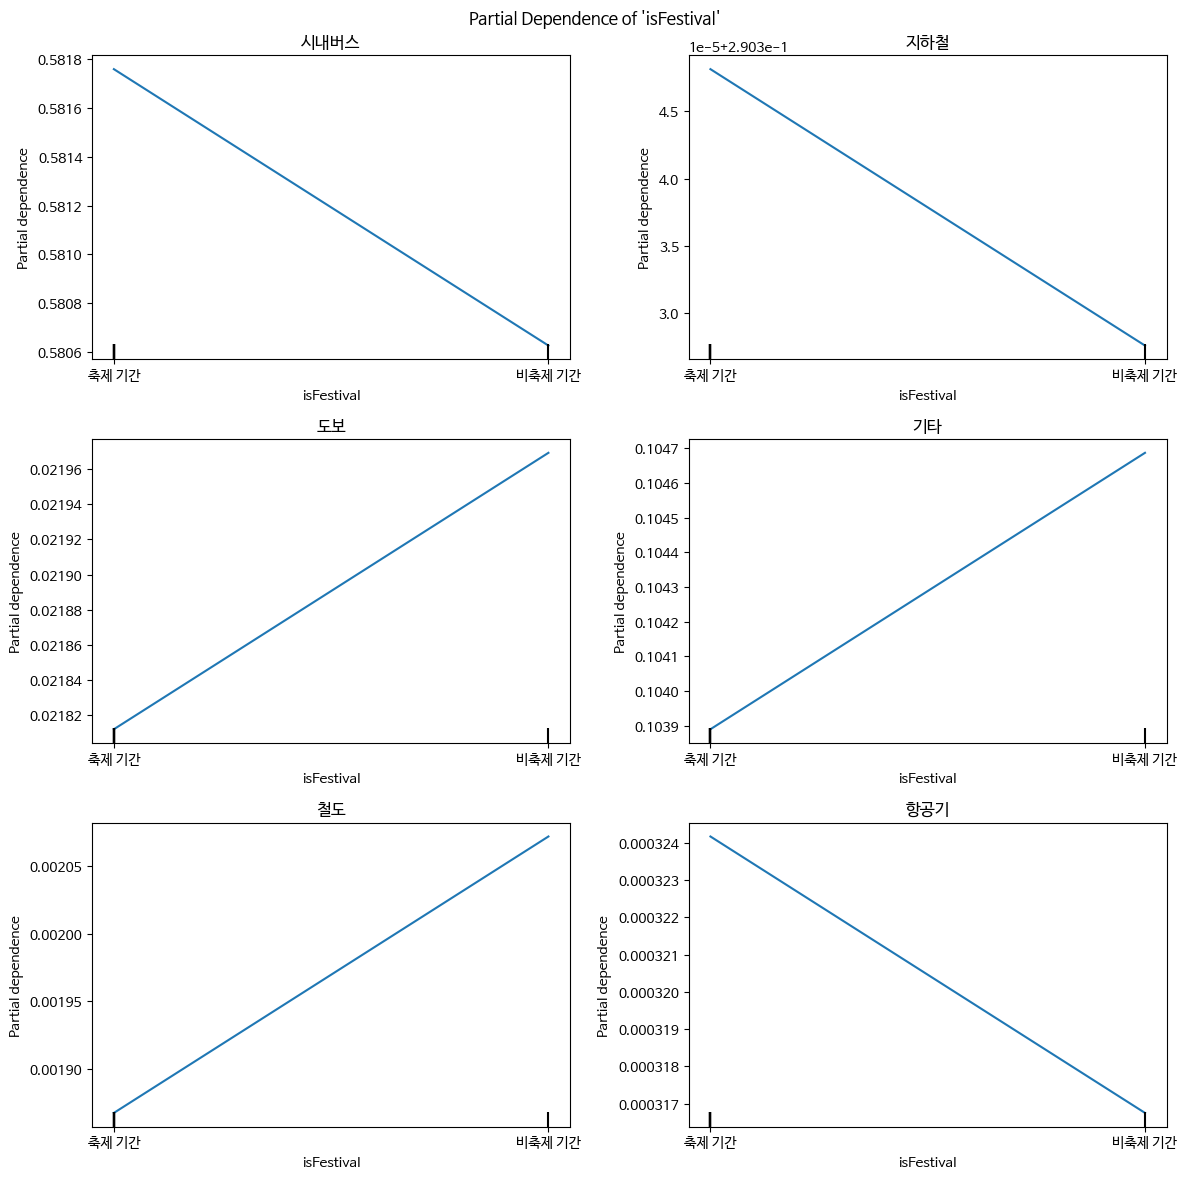 Partial Dependence of 'isFestival'
시내버스
0.5818
0.5816
0.5814
0.5812
0.5810
0.5808
0.5806
Partial dependence
축제 기간
비축제 기간
isFestival
지하철
1e−5+2.903e−1
4.5
4.0
3.5
3.0
Partial dependence
축제 기간
비축제 기간
isFestival
도보
0.02196
0.02194
0.02192
0.02190
0.02188
0.02186
0.02184
0.02182
Partial dependence
축제 기간
비축제 기간
isFestival
기타
0.1047
0.1046
0.1045
0.1044
0.1043
0.1042
0.1041
0.1040
0.1039
Partial dependence
축제 기간
비축제 기간
isFestival
철도
0.00205
0.00200
0.00195
0.00190
Partial dependence
축제 기간
비축제 기간
isFestival
항공기
0.000324
0.000323
0.000322
0.000321
0.000320
0.000319
0.000318
0.000317
Partial dependence
축제 기간
비축제 기간
isFestival